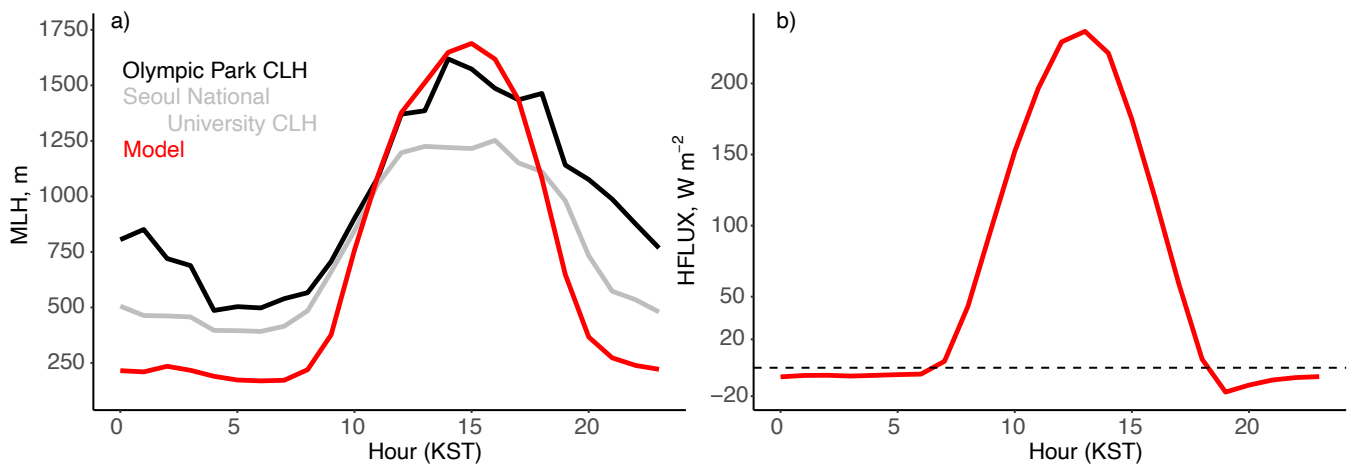 a)
MLH, m
1750
1500
1250
1000
750
500
250
Olympic Park CLH
Seoul National
University CLH
Model
0 5 10 15 20
Hour (KST)
b)
HFLUX, W m⁻²
200
150
100
50
20
−20
0 5 10 15 20
Hour (KST)